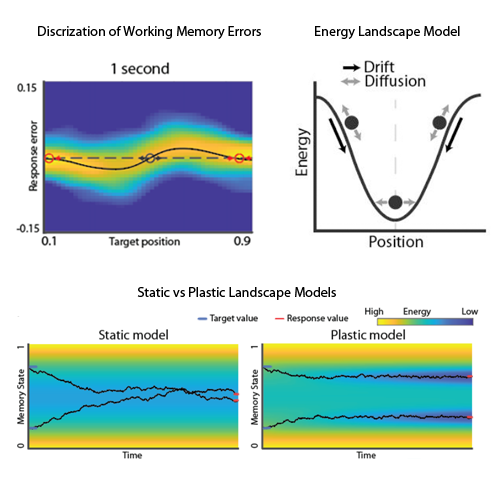 Discrization of Working Memory Errors
Energy Landscape Model
1 second
0.15
Response error
-0.15
0.1
Target position
0.9
Drift
Diffusion
Energy
Position
Static vs Plastic Landscape Models
Target value
Response value
High
Energy
Low
Static model
1
Memory State
0
Time
Plastic model
1
Memory State
0
Time